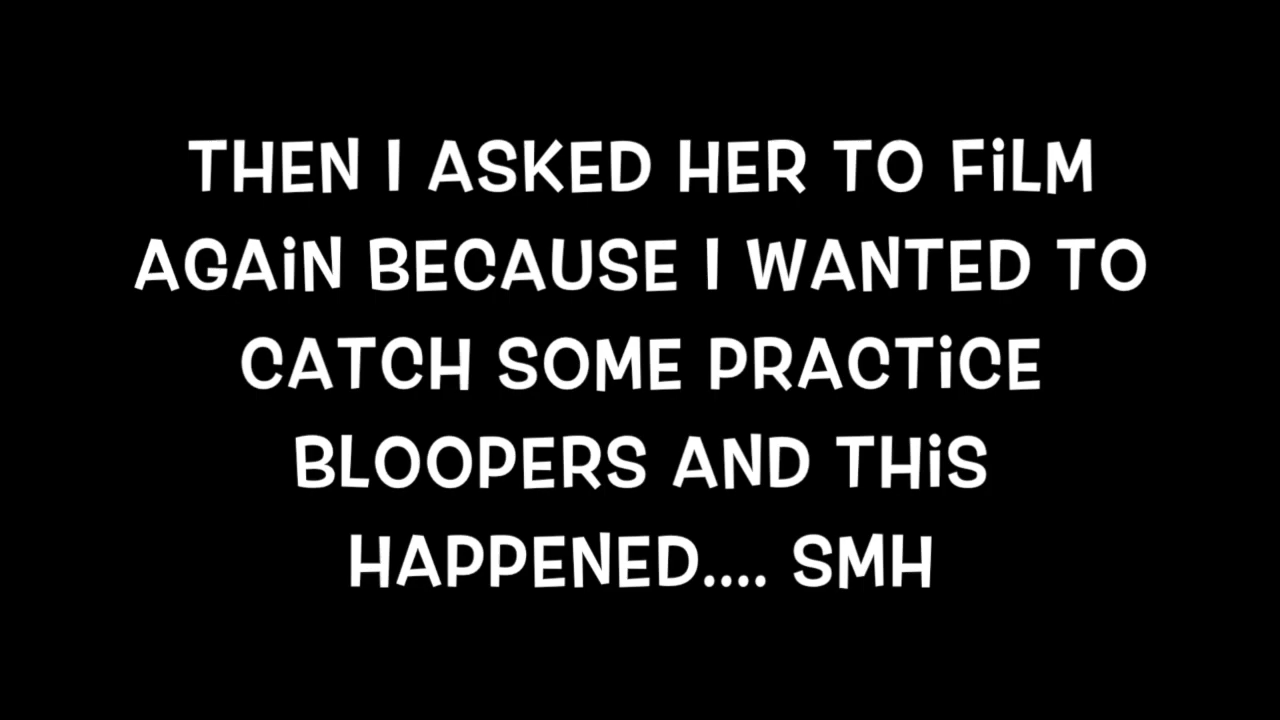 THEN I ASKED HER TO FiLM
AGAiN BECAUSE I WANTED TO
CATCH SOME PRACTiCE
BLOOPERS AND THiS
HAPPENED.... SMH